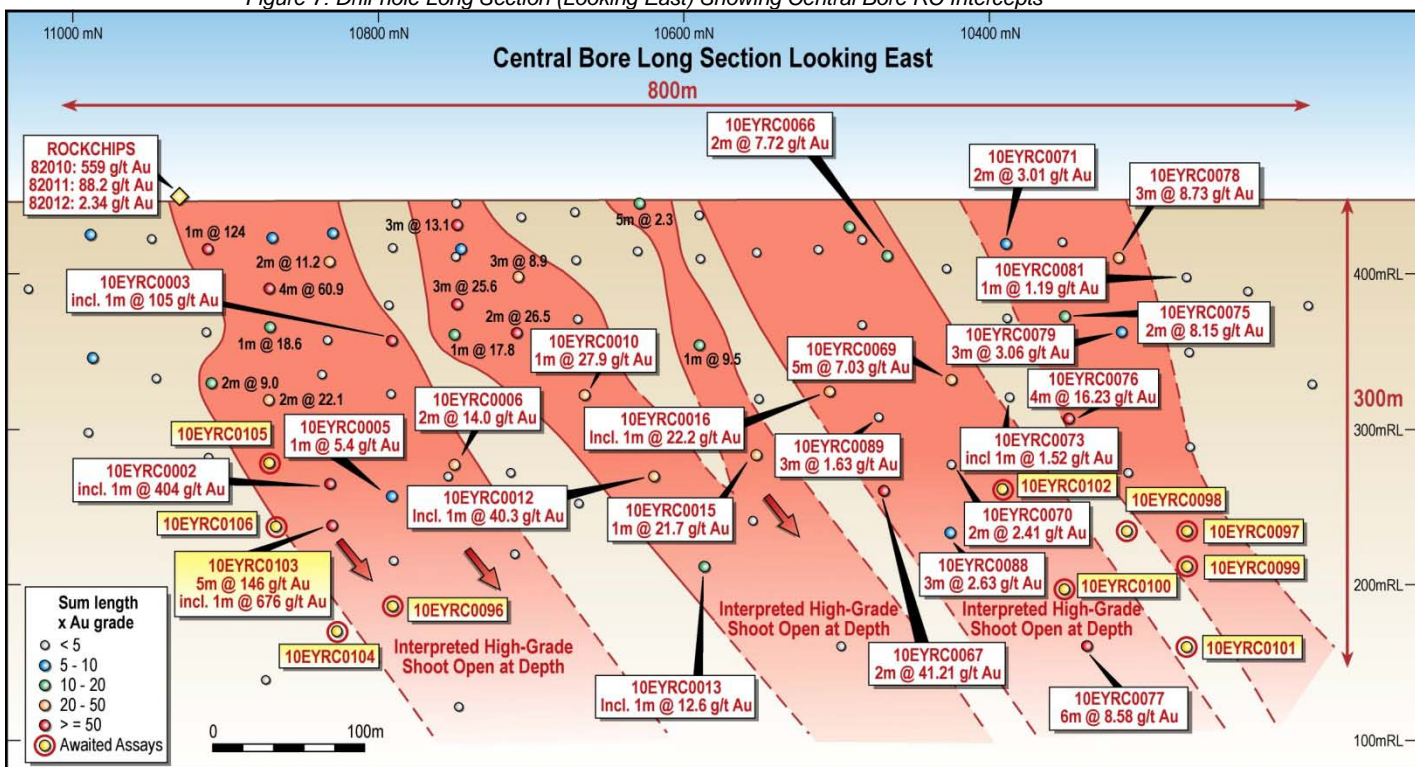 Figure 7: Drill hole Long Section (Looking East) Showing Central Bore RC Intercepts
11000 mN
10800 mN
10600 mN
10400 mN
Central Bore Long Section Looking East
800m
ROCKCHIPS
82010: 559 g/t Au
82011: 88.2 g/t Au
82012: 2.34 g/t Au
10EYRC0066
2m @ 7.72 g/t Au
10EYRC0071
2m @ 3.01 g/t Au
10EYRC0078
3m @ 8.73 g/t Au
1m @ 124
2m @ 11.2
4m @ 60.9
1m @ 18.6
2m @ 9.0
2m @ 22.1
3m @ 13.1
3m @ 8.9
3m @ 25.6
2m @ 26.5
1m @ 17.8
5m @ 2.3
1m @ 9.5
10EYRC0003
incl. 1m @ 105 g/t Au
10EYRC0081
1m @ 1.19 g/t Au
400mRL
10EYRC0075
2m @ 8.15 g/t Au
10EYRC0079
3m @ 3.06 g/t Au
10EYRC0010
1m @ 27.9 g/t Au
10EYRC0069
5m @ 7.03 g/t Au
10EYRC0076
4m @ 16.23 g/t Au
300m
10EYRC0006
2m @ 14.0 g/t Au
10EYRC0016
Incl. 1m @ 22.2 g/t Au
10EYRC0105
10EYRC0005
1m @ 5.4 g/t Au
10EYRC0089
3m @ 1.63 g/t Au
10EYRC0073
incl 1m @ 1.52 g/t Au
300mRL
10EYRC0002
incl. 1m @ 404 g/t Au
10EYRC0012
Incl. 1m @ 40.3 g/t Au
10EYRC0015
1m @ 21.7 g/t Au
10EYRC0102
10EYRC0098
10EYRC0070
2m @ 2.41 g/t Au
10EYRC0097
10EYRC0106
10EYRC0103
5m @ 146 g/t Au
incl. 1m @ 676 g/t Au
10EYRC0088
3m @ 2.63 g/t Au
10EYRC0099
10EYRC0100
200mRL
10EYRC0096
10EYRC0104
Interpreted High-Grade
Shoot Open at Depth
Interpreted High-Grade
Shoot Open at Depth
Interpreted High-Grade
Shoot Open at Depth
10EYRC0013
Incl. 1m @ 12.6 g/t Au
10EYRC0067
2m @ 41.21 g/t Au
10EYRC0101
10EYRC0077
6m @ 8.58 g/t Au
100mRL
Sum length
x Au grade
< 5
5 - 10
10 - 20
20 - 50
> = 50
Awaited Assays
0
100m